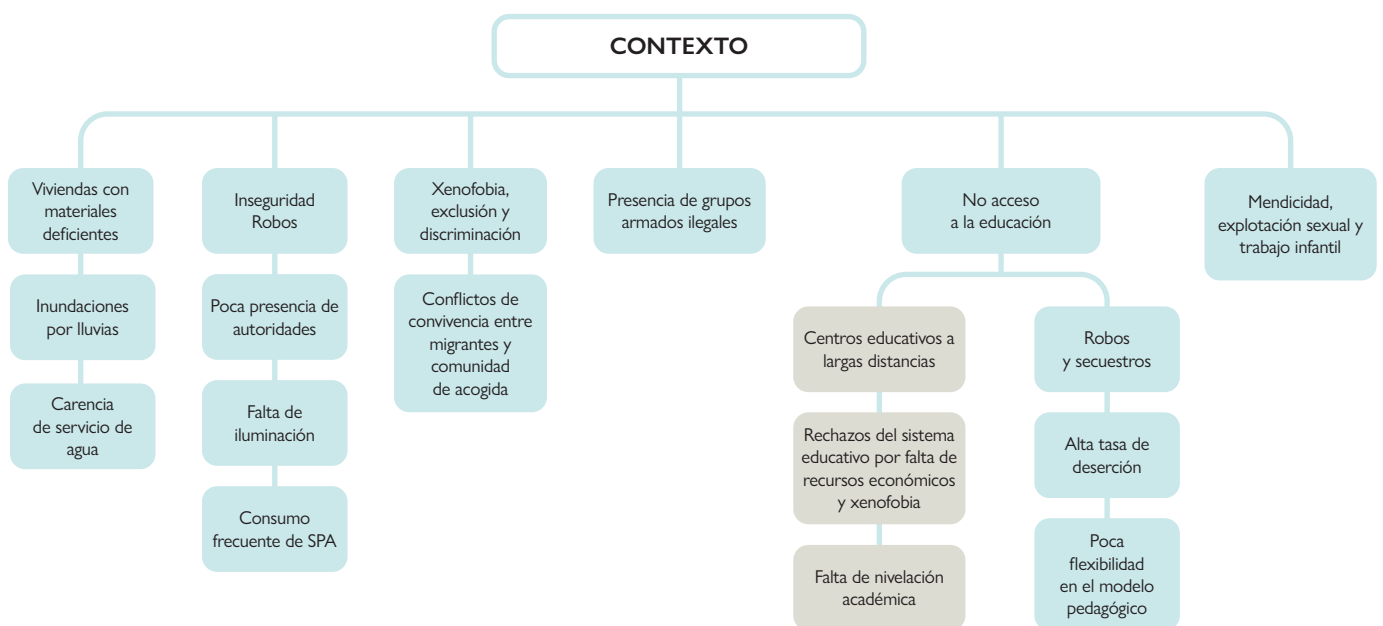 CONTEXTO
Viviendas con
materiales
deficientes
Inundaciones
por lluvias
Carencia
de servicio de
agua
Inseguridad
Robos
Poca presencia de
autoridades
Falta de
iluminación
Consumo
frecuente de SPA
Xenofobia,
exclusión y
discriminación
Conflictos de
convivencia entre
migrantes y
comunidad
de acogida
Presencia de grupos
armados ilegales
No acceso
a la educación
Centros educativos a
largas distancias
Rechazos del sistema
educativo por falta de
recursos económicos
y xenofobia
Falta de nivelación
académica
Robos
y secuestros
Alta tasa de
deserción
Poca
flexibilidad
en el modelo
pedagógico
Mendicidad,
explotación sexual y
trabajo infantil